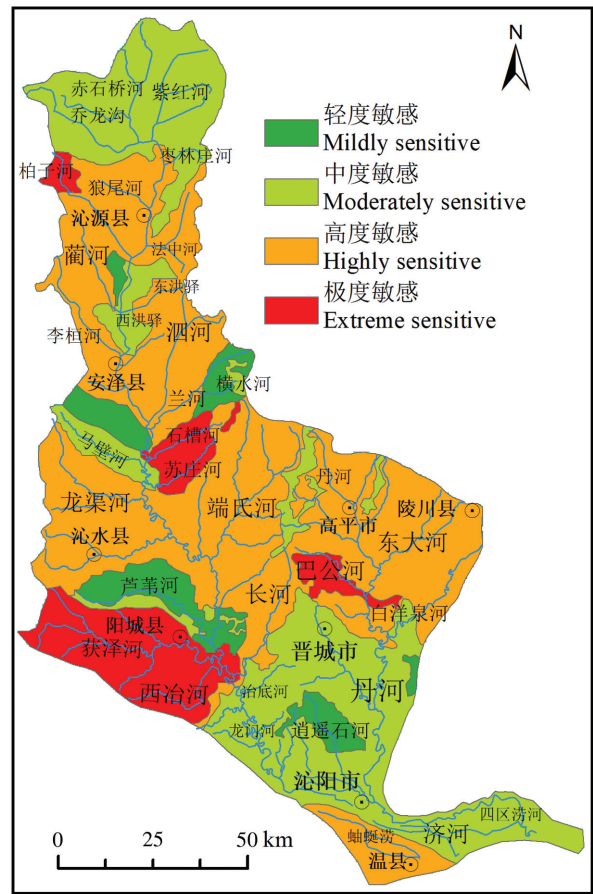 N
轻度敏感
Mildly sensitive
中度敏感
Moderately sensitive
高度敏感
Highly sensitive
极度敏感
Extreme sensitive
赤石桥河
紫红河
乔龙沟
枣林庄河
柏子河
狼尾河
沁源县
蔺河
法中河
东洪驿
西洪驿
李桓河
泗河
安泽县
横水河
兰河
石槽河
马壁河
苏庄河
丹河
龙渠河
端氏河
陵川县
高平市
东大河
沁水县
巴公河
芦苇河
长河
白洋泉河
阳城县
晋城市
获泽河
丹河
西冶河
治底河
龙门河
逍遥石河
沁阳市
四区涝河
蚰蜒涝
济河
温县
0 25 50 km